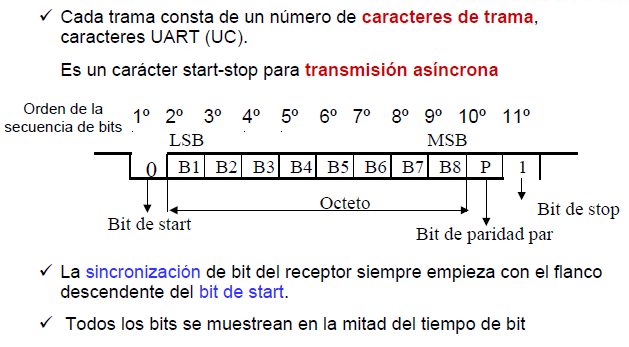 ✓ Cada trama consta de un número de caracteres de trama,
caracteres UART (UC).
Es un carácter start-stop para transmisión asíncrona
Orden de la
secuencia de bits
1º 2º 3º 4º 5º 6º 7º 8º 9º 10º 11º
LSB MSB
0 B1 B2 B3 B4 B5 B6 B7 B8 P 1
Octeto
Bit de start
Bit de stop
Bit de paridad par
✓ La sincronización de bit del receptor siempre empieza con el flanco
descendente del bit de start.
✓ Todos los bits se muestrean en la mitad del tiempo de bit